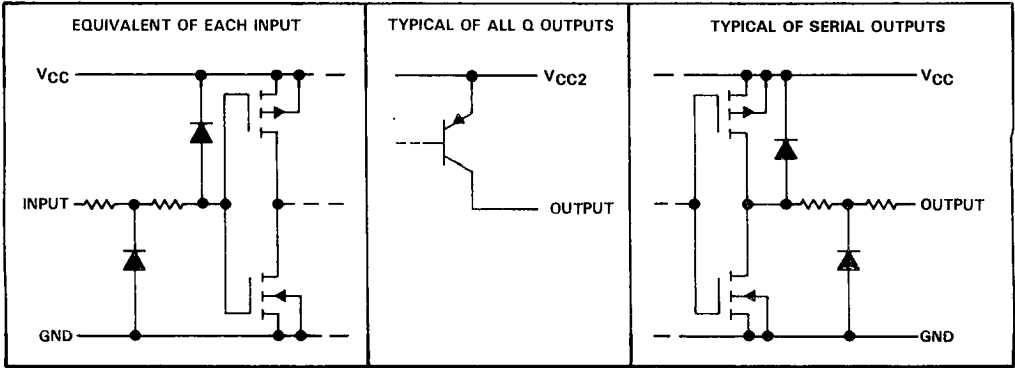 EQUIVALENT OF EACH INPUT
VCC
INPUT
GND
TYPICAL OF ALL Q OUTPUTS
VCC2
OUTPUT
TYPICAL OF SERIAL OUTPUTS
VCC
OUTPUT
GND